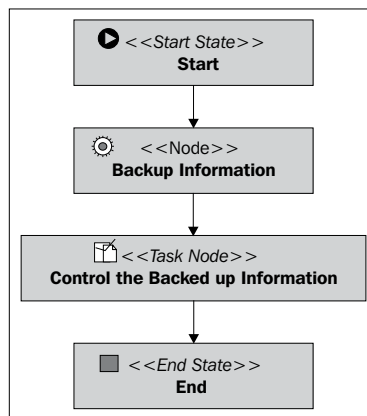 <<Start State>>
Start
<<Node>>
Backup Information
<<Task Node>>
Control the Backed up Information
<<End State>>
End